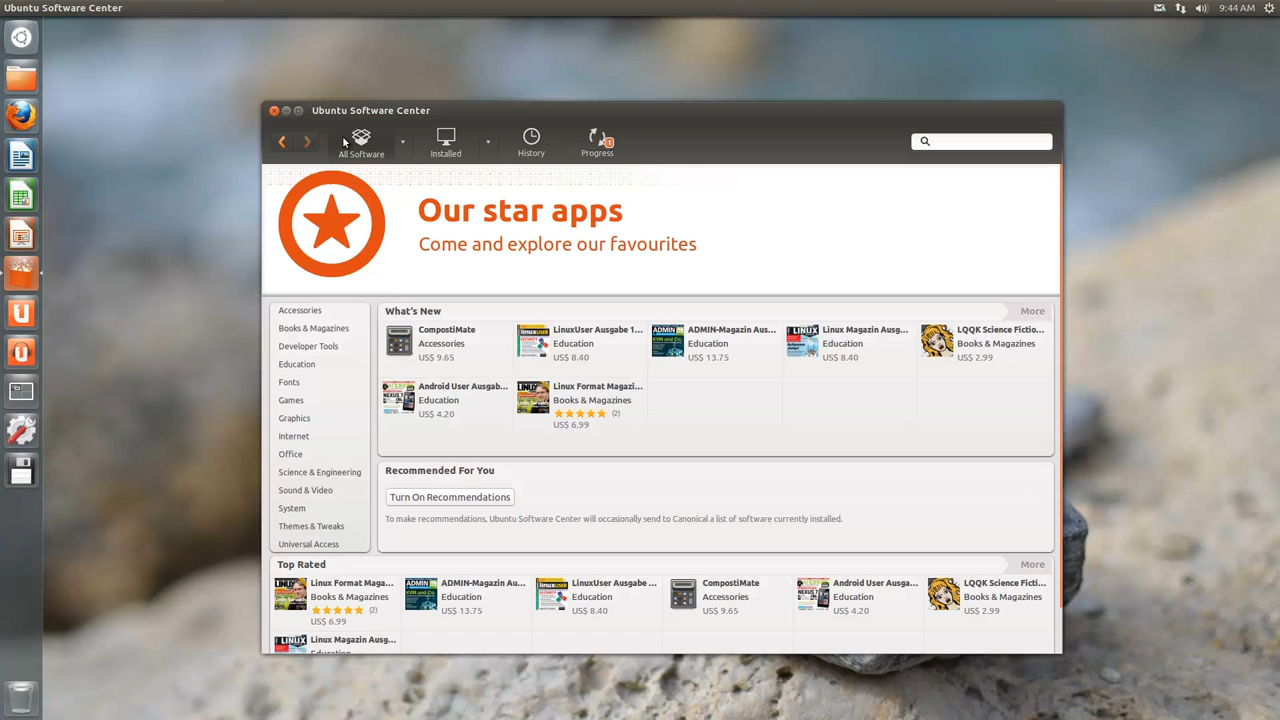 Ubuntu Software Center
9:44 AM
Ubuntu Software Center
All Software
Installed
History
Progress
1
Our star apps
Come and explore our favourites
Accessories
Books & Magazines
Developer Tools
Education
Fonts
Games
Graphics
Internet
Office
Science & Engineering
Sound & Video
System
Themes & Tweaks
Universal Access
What's New
More
CompostiMate
Accessories
US$ 9.65
LinuxUser Ausgabe 1...
Education
US$ 8.40
ADMIN-Magazin Aus...
Education
US$ 13.75
Linux Magazin Ausg...
Education
US$ 8.40
LQQK Science Fictio...
Books & Magazines
US$ 2.99
Android User Ausgab...
Education
US$ 4.20
Linux Format Magazi...
Books & Magazines
(2)
US$ 6.99
Recommended For You
Turn On Recommendations
To make recommendations, Ubuntu Software Center will occasionally send to Canonical a list of software currently installed.
Top Rated
More
Linux Format Maga...
Books & Magazines
(2)
US$ 6.99
ADMIN-Magazin Au...
Education
US$ 13.75
LinuxUser Ausgabe ...
Education
US$ 8.40
CompostiMate
Accessories
US$ 9.65
Android User Ausga...
Education
US$ 4.20
LQQK Science Ficti...
Books & Magazines
US$ 2.99
Linux Magazin Ausg...
Education